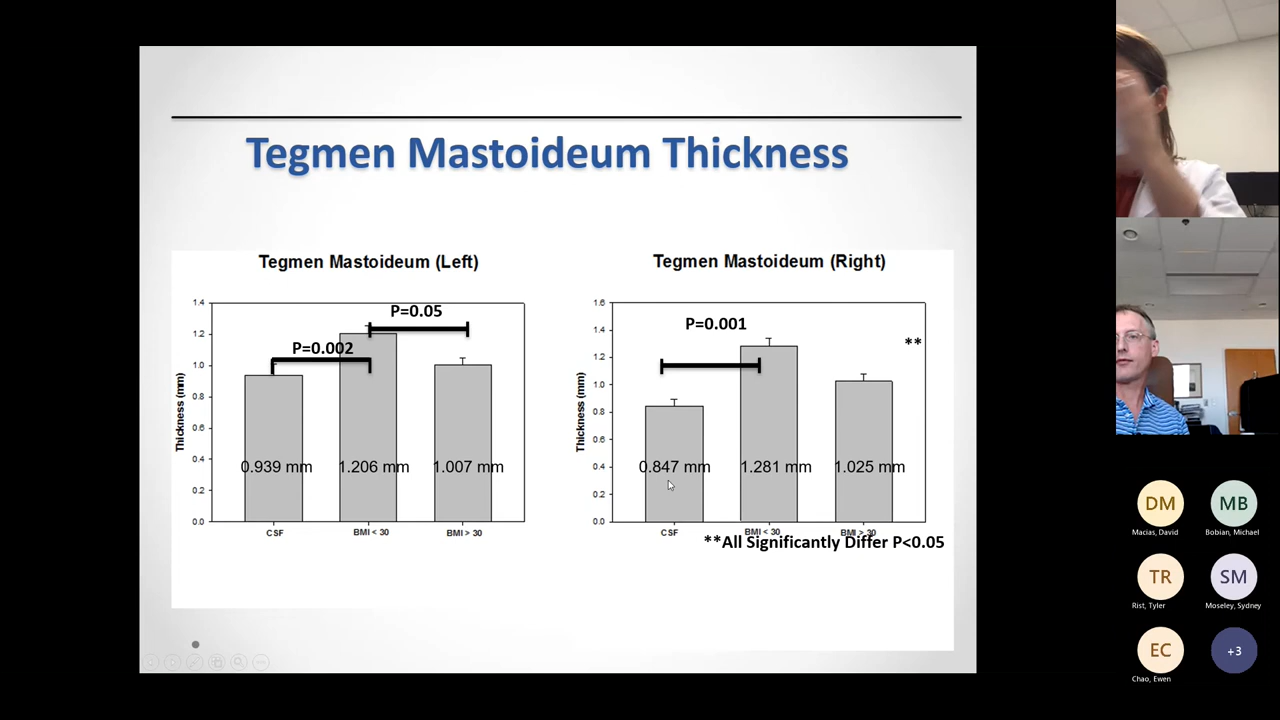 Tegmen Mastoideum Thickness
Tegmen Mastoideum (Left)
1.4
1.2
1.0
0.8
0.6
0.4
0.2
0.0
Thickness (mm)
P=0.05
P=0.002
0.939 mm
1.206 mm
1.007 mm
CSF
BMI < 30
BMI > 30
Tegmen Mastoideum (Right)
1.6
1.4
1.2
1.0
0.8
0.6
0.4
0.2
0.0
Thickness (mm)
P=0.001
**
0.847 mm
1.281 mm
1.025 mm
CSF
BMI < 30
BMI > 30
**All Significantly Differ P<0.05
DM
Macias, David
MB
Bobian, Michael
TR
Rist, Tyler
SM
Moseley, Sydney
EC
Chao, Ewen
+3